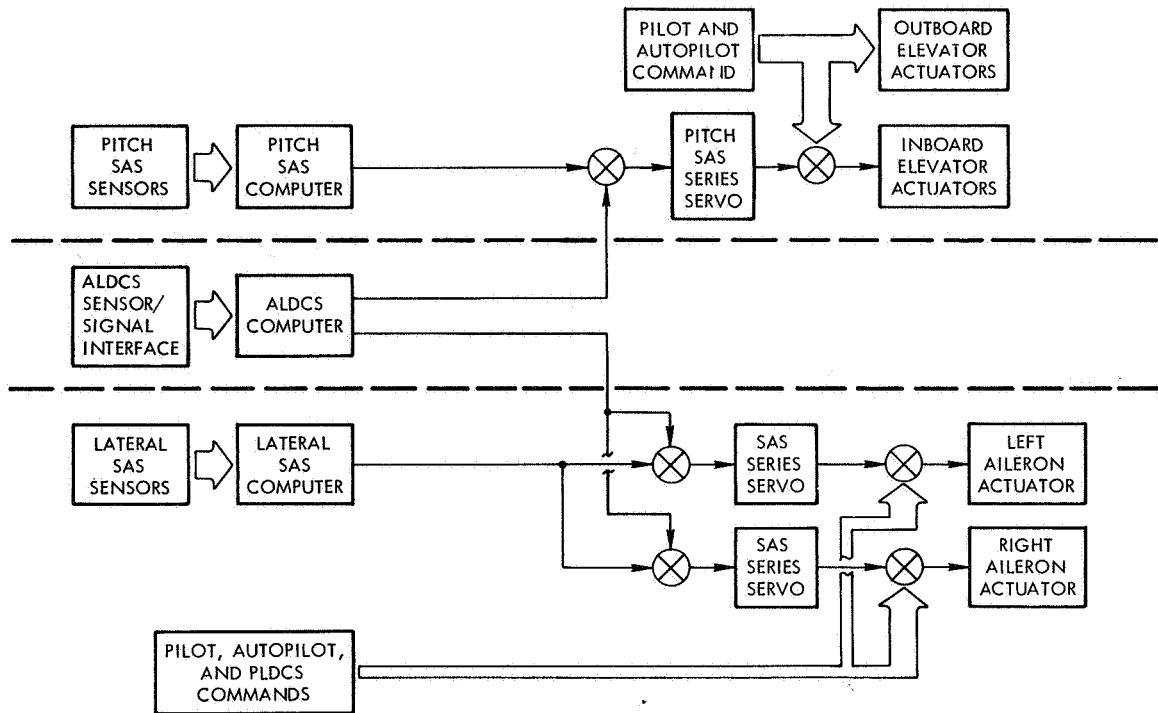 PILOT AND
AUTOPILOT
COMMAND
OUTBOARD
ELEVATOR
ACTUATORS
PITCH
SAS
SENSORS
PITCH
SAS
COMPUTER
PITCH
SAS
SERIES
SERVO
INBOARD
ELEVATOR
ACTUATORS
ALDCS
SENSOR/
SIGNAL
INTERFACE
ALDCS
COMPUTER
LATERAL
SAS
SENSORS
LATERAL
SAS
COMPUTER
SAS
SERIES
SERVO
LEFT
AILERON
ACTUATOR
SAS
SERIES
SERVO
RIGHT
AILERON
ACTUATOR
PILOT, AUTOPILOT,
AND PLDCS
COMMANDS